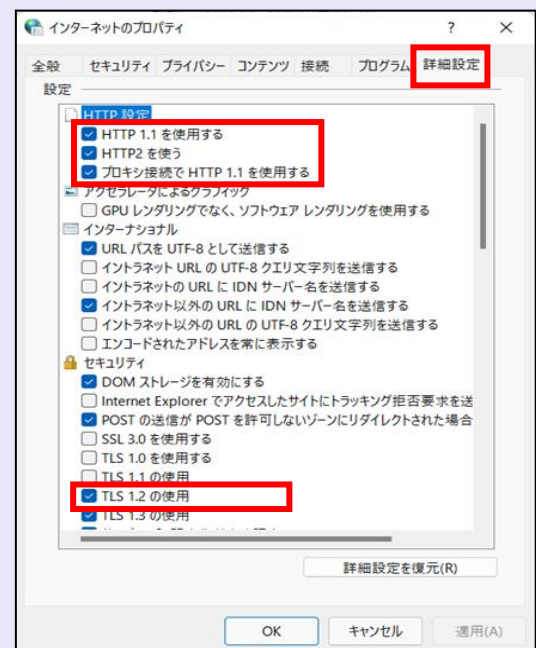 インターネットのプロパティ ? ×
全般 セキュリティ プライバシー コンテンツ 接続 プログラム 詳細設定
設定
HTTP 設定
HTTP 1.1 を使用する
HTTP2 を使う
プロキシ接続で HTTP 1.1 を使用する
アクセラレータによるグラフィック
GPU レンダリングでなく、ソフトウェア レンダリングを使用する
インターナショナル
URL パスを UTF-8 として送信する
イントラネット URL の UTF-8 クエリ文字列を送信する
イントラネットの URL に IDN サーバー名を送信する
イントラネット以外の URL に IDN サーバー名を送信する
イントラネット以外の URL の UTF-8 クエリ文字列を送信する
エンコードされたアドレスを常に表示する
セキュリティ
DOM ストレージを有効にする
Internet Explorer でアクセスしたサイトにトラッキング拒否要求を送
POST の送信が POST を許可しないゾーンにリダイレクトされた場合
SSL 3.0 を使用する
TLS 1.0 を使用する
TLS 1.1 の使用
TLS 1.2 の使用
TLS 1.3 の使用
詳細設定を復元(R)
OK キャンセル 適用(A)